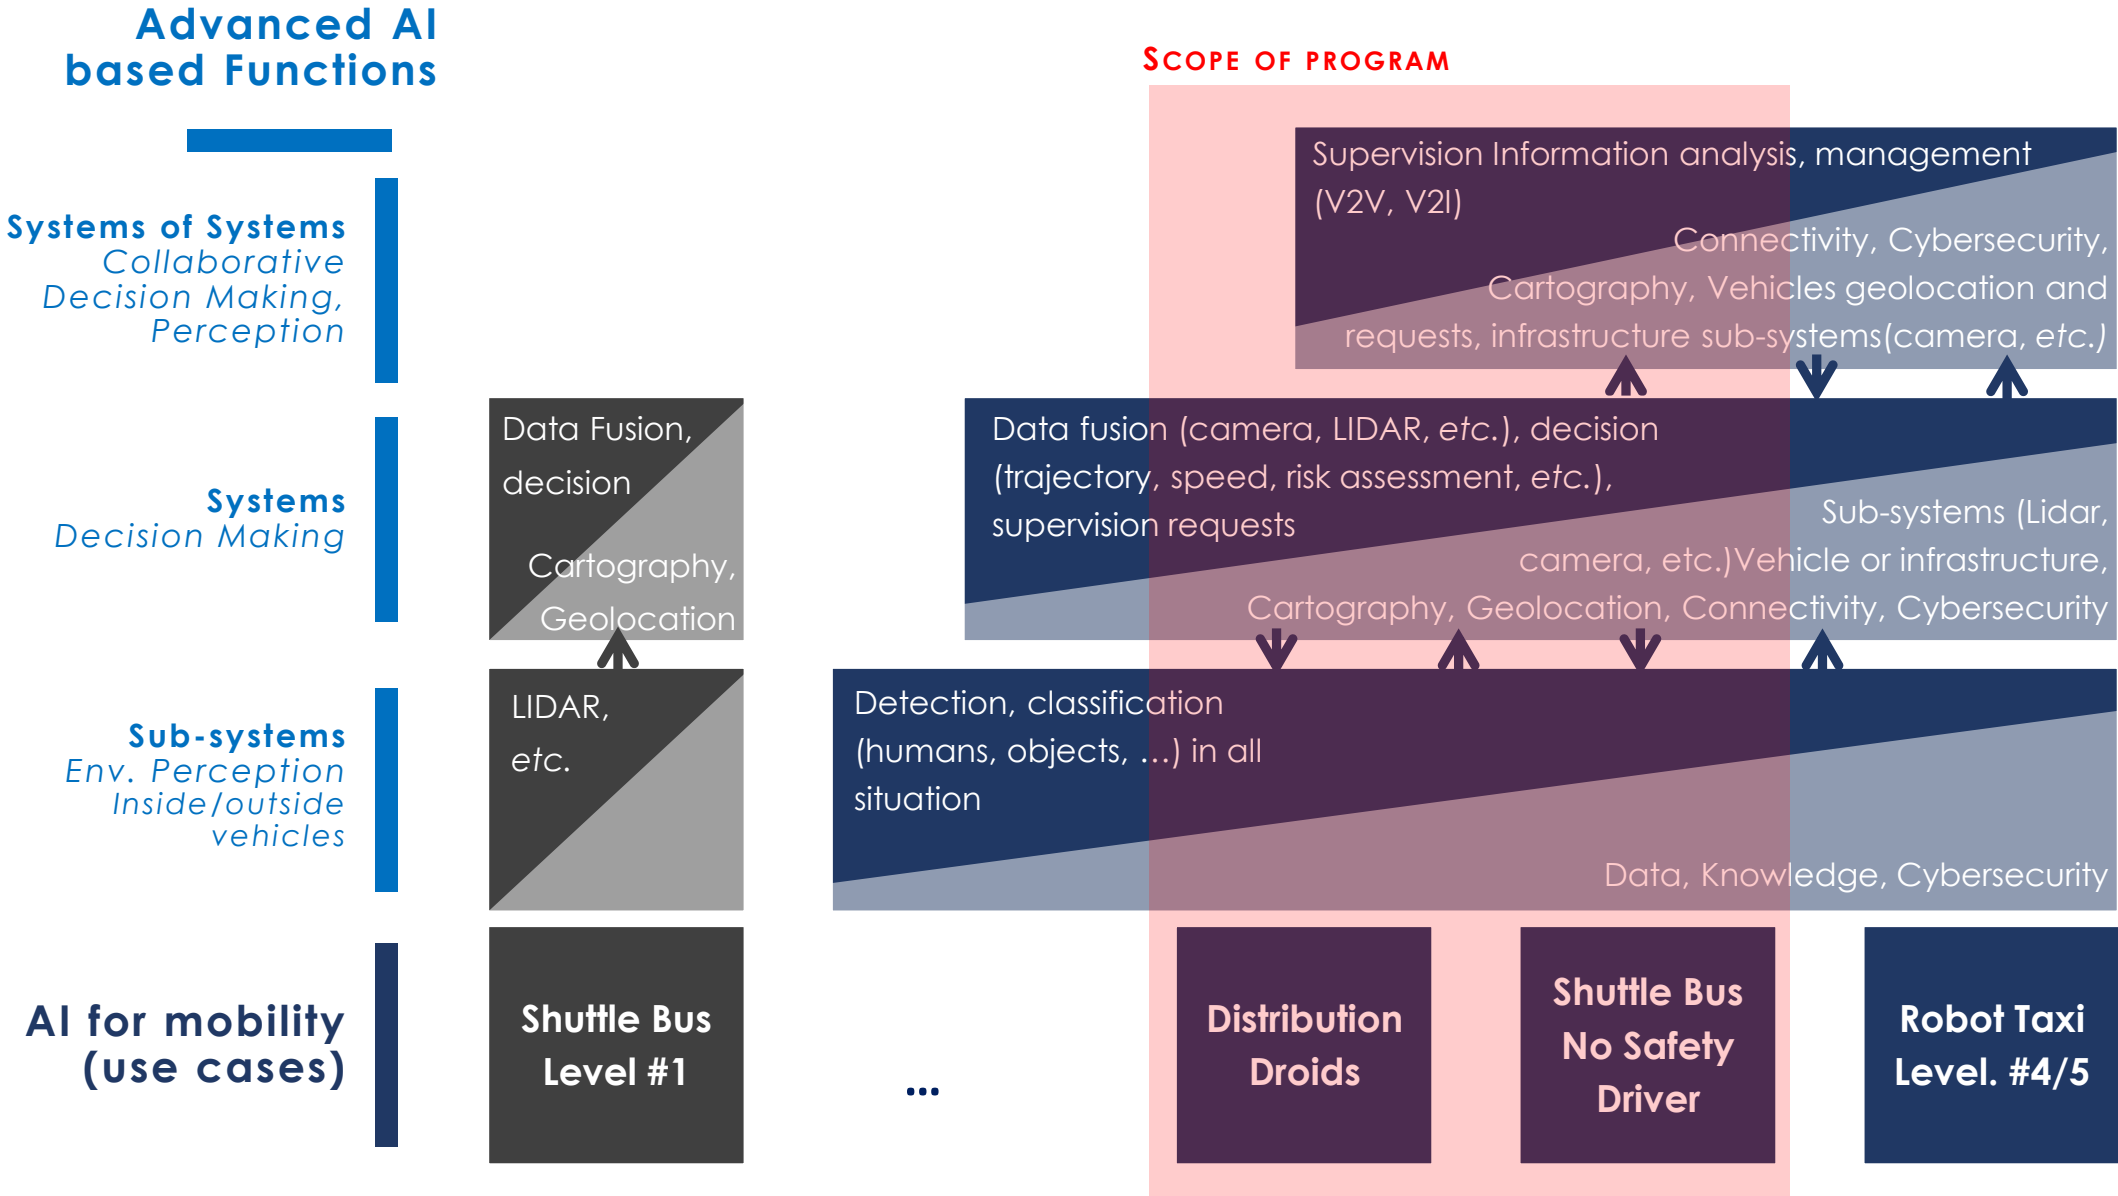 Advanced AI
based Functions
SCOPE OF PROGRAM
Systems of Systems
Collaborative
Decision Making,
Perception
Supervision Information analysis, management
(V2V, V2I)
Connectivity, Cybersecurity,
Cartography, Vehicles geolocation and
requests, infrastructure sub-systems(camera, etc.)
Systems
Decision Making
Data Fusion,
decision
Cartography,
Geolocation
Data fusion (camera, LIDAR, etc.), decision
(trajectory, speed, risk assessment, etc.),
supervision requests
Sub-systems (Lidar,
camera, etc.)Vehicle or infrastructure,
Cartography, Geolocation, Connectivity, Cybersecurity
Sub-systems
Env. Perception
Inside/outside
vehicles
LIDAR,
etc.
Detection, classification
(humans, objects, …) in all
situation
Data, Knowledge, Cybersecurity
AI for mobility
(use cases)
Shuttle Bus
Level #1
...
Distribution
Droids
Shuttle Bus
No Safety
Driver
Robot Taxi
Level. #4/5